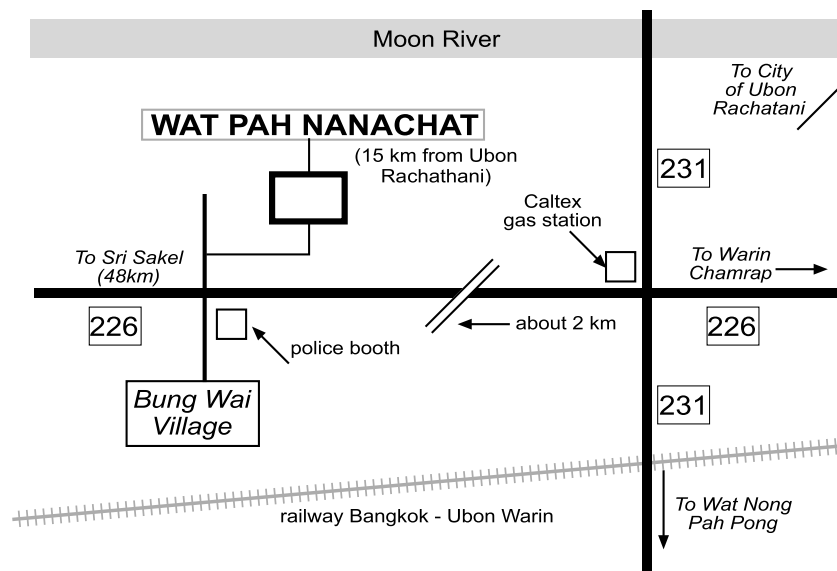 Moon River
To City
of Ubon
Rachatani
WAT PAH NANACHAT
(15 km from Ubon
Rachathani)
231
Caltex
gas station
To Sri Sakel
(48km)
To Warin
Chamrap
226
police booth
about 2 km
226
Bung Wai
Village
231
railway Bangkok - Ubon Warin
To Wat Nong
Pah Pong